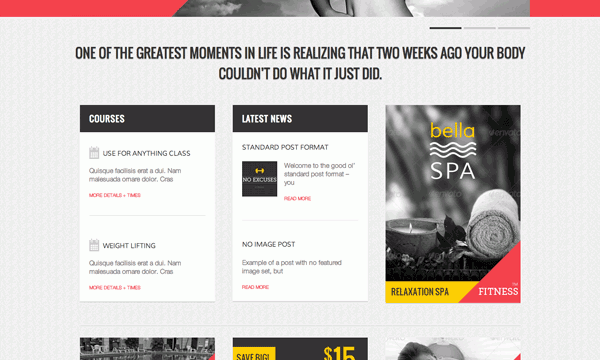 ONE OF THE GREATEST MOMENTS IN LIFE IS REALIZING THAT TWO WEEKS AGO YOUR BODY
COULDN'T DO WHAT IT JUST DID.
COURSES
USE FOR ANYTHING CLASS
Quisque facilisis erat a dui. Nam
malesuada ornare dolor. Cras
MORE DETAILS + TIMES
WEIGHT LIFTING
Quisque facilisis erat a dui. Nam
malesuada ornare dolor. Cras
MORE DETAILS + TIMES
LATEST NEWS
STANDARD POST FORMAT
NO EXCUSES
Welcome to the good ol'
standard post format –
you
READ MORE
NO IMAGE POST
Example of a post with no featured
image set, but
READ MORE
bella
SPA
RELAXATION SPA
FITNESS
SAVE BIG!
$15